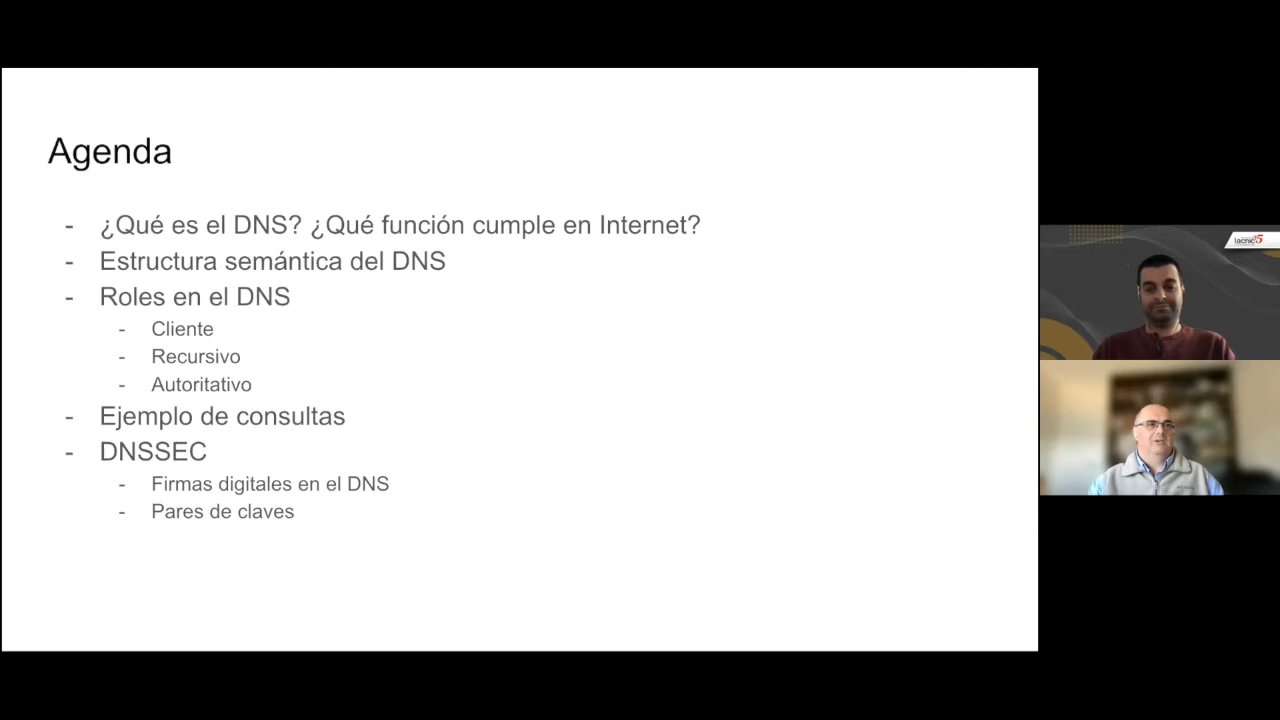 Agenda
- ¿Qué es el DNS? ¿Qué función cumple en Internet?
- Estructura semántica del DNS
- Roles en el DNS
- Cliente
- Recursivo
- Autoritativo
- Ejemplo de consultas
- DNSSEC
- Firmas digitales en el DNS
- Pares de claves
lacnic